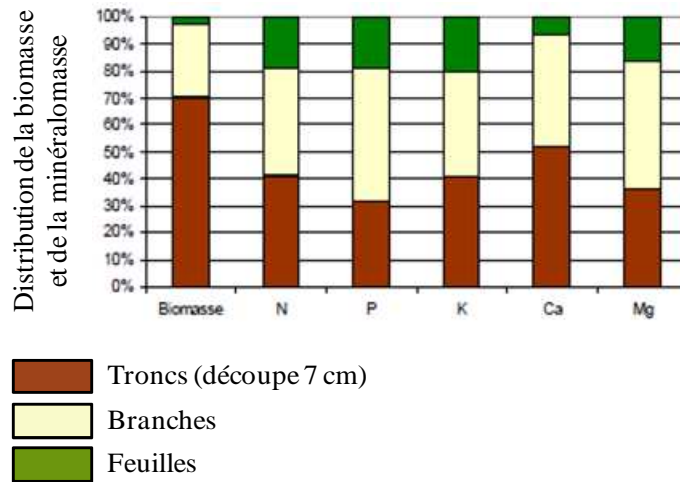 Distribution de la biomasse
et de la minéralomasse
100%
90%
80%
70%
60%
50%
40%
30%
20%
10%
0%
Biomasse N P K Ca Mg
Troncs (découpe 7 cm)
Branches
Feuilles